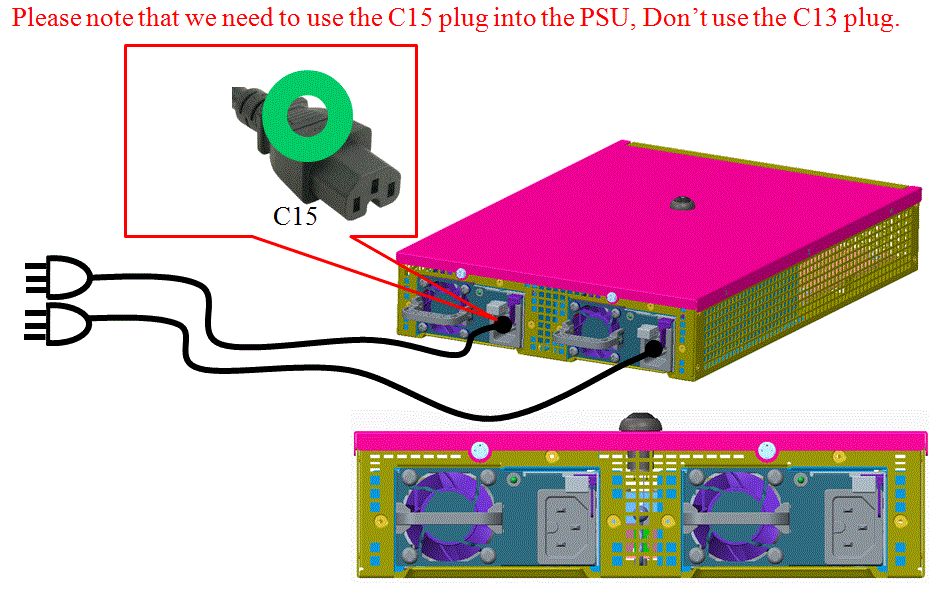 Please note that we need to use the C15 plug into the PSU, Don’t use the C13 plug.
C15